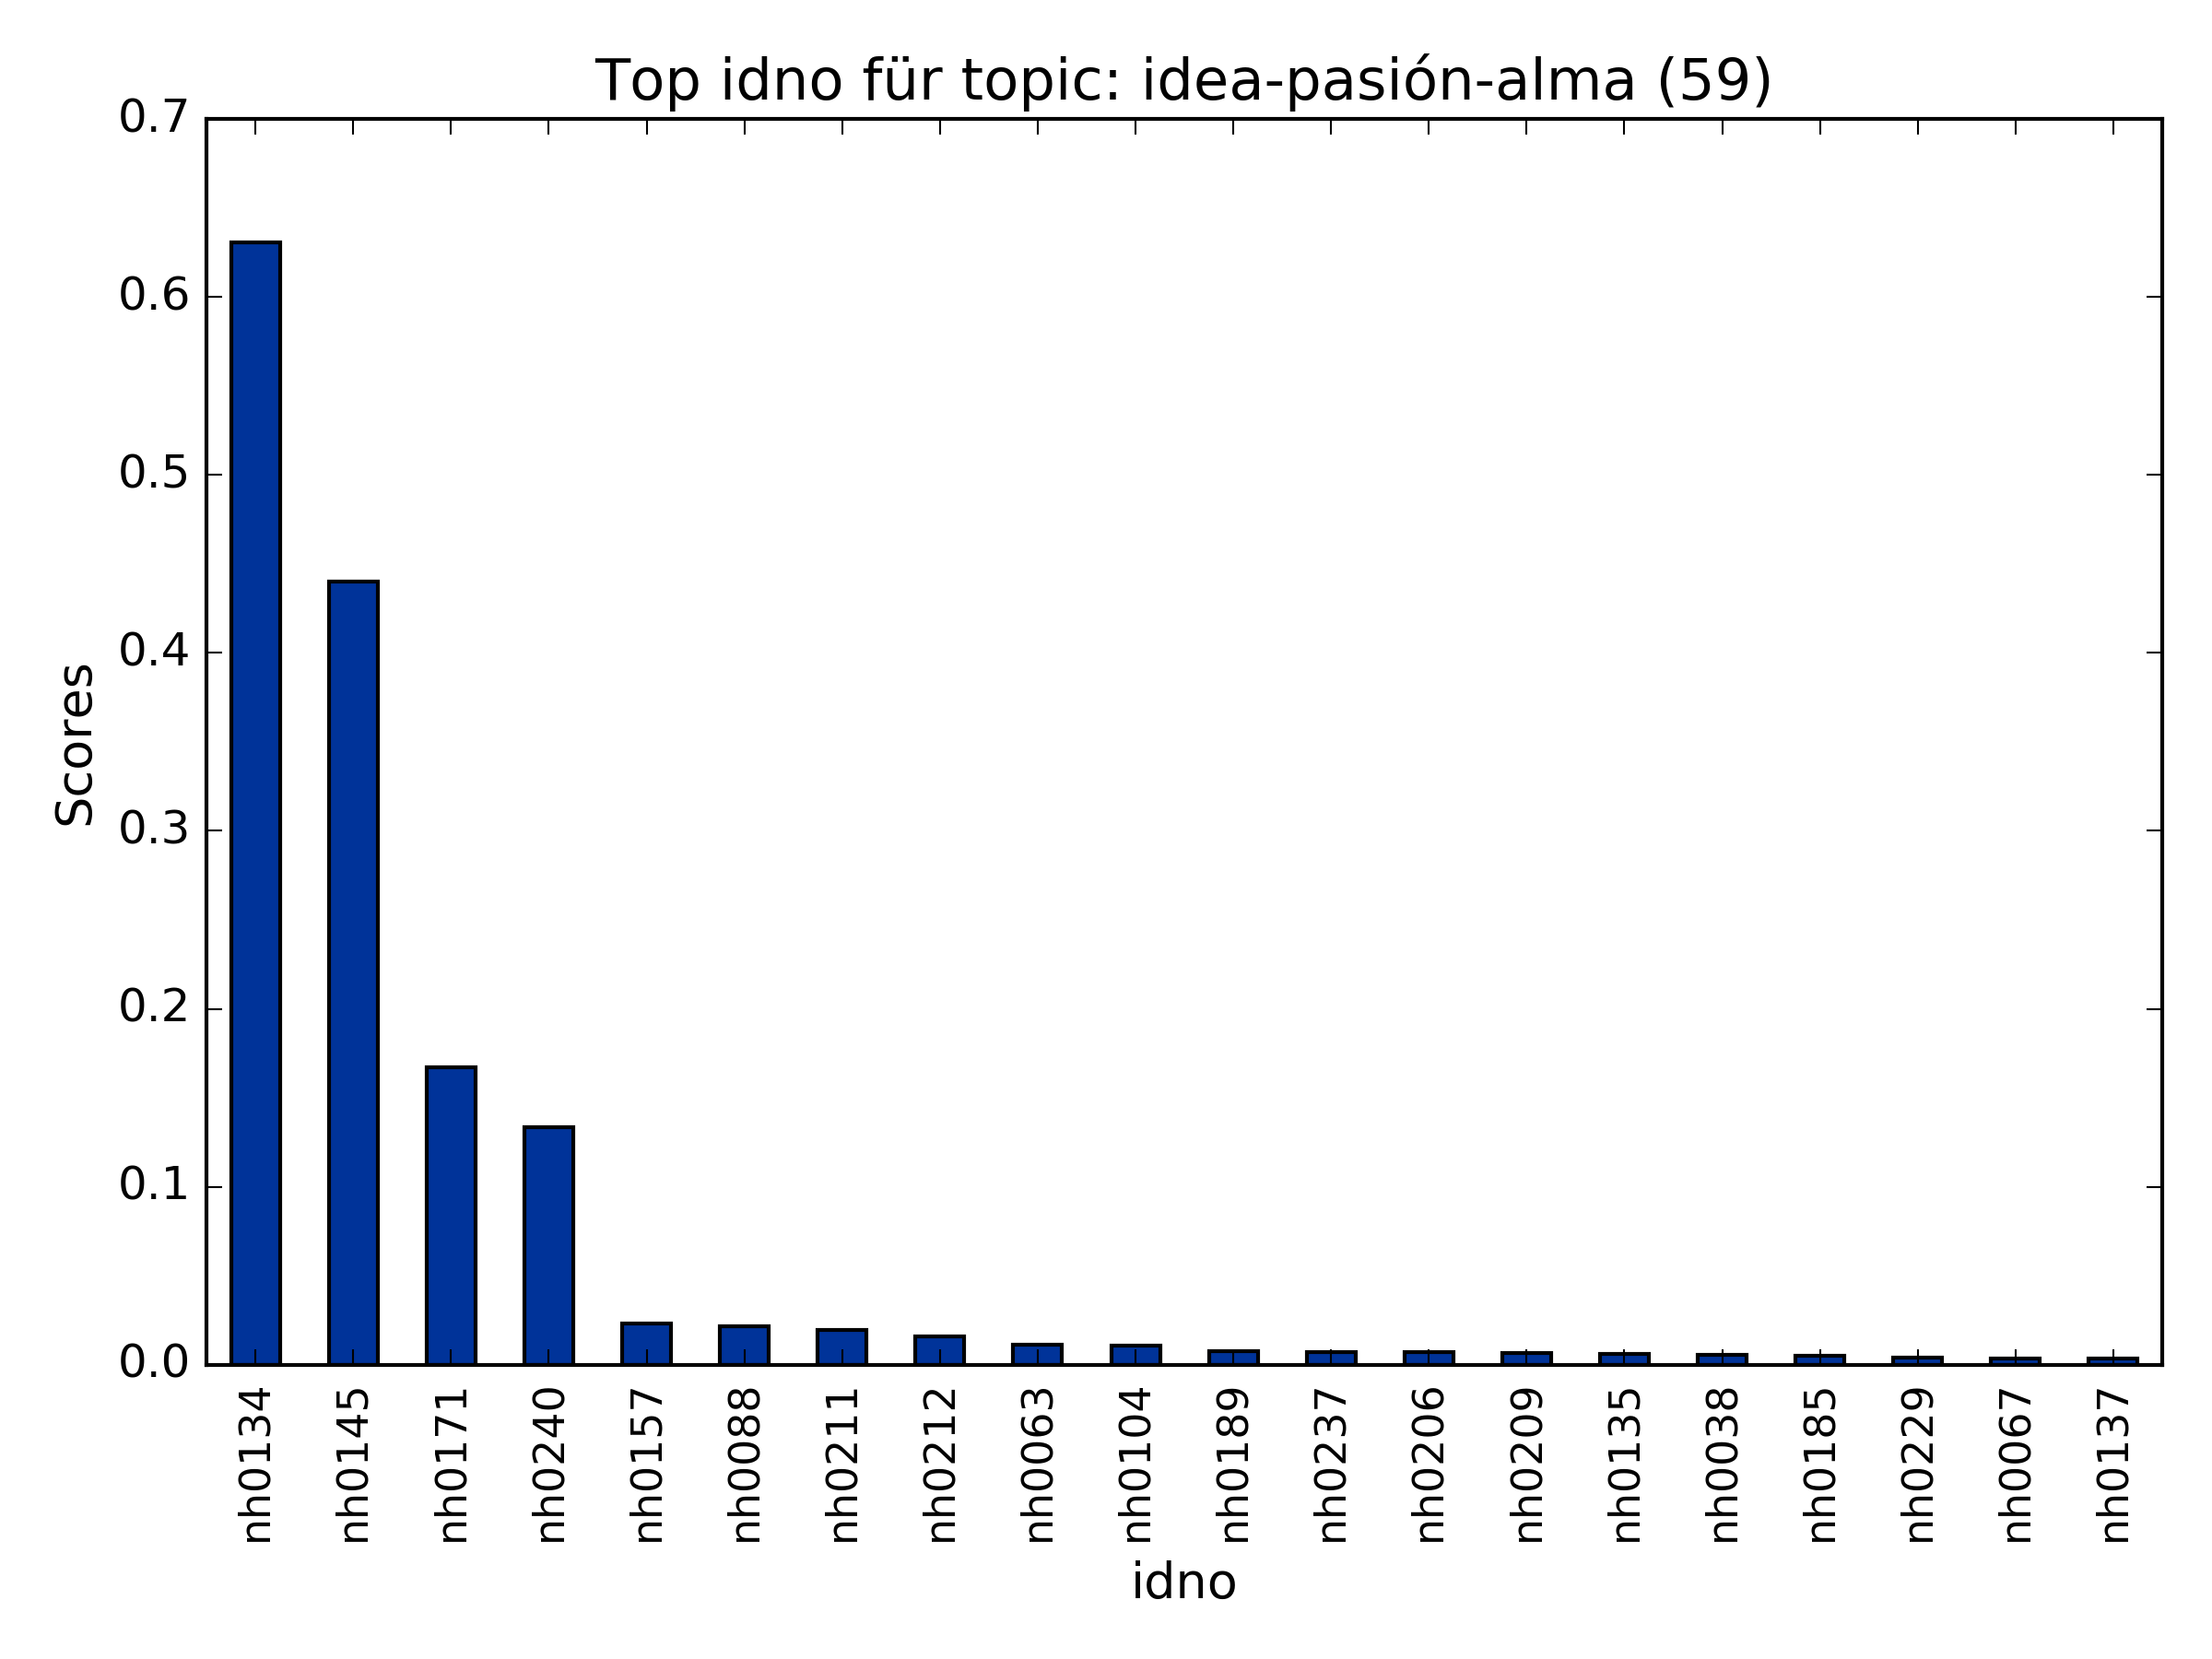 Top idno für topic: idea-pasión-alma (59)
0.7
0.6
0.5
0.4
0.3
0.2
0.1
0.0
Scores
nh0134
nh0145
nh0171
nh0240
nh0157
nh0088
nh0211
nh0212
nh0063
nh0104
nh0189
nh0237
nh0206
nh0209
nh0135
nh0038
nh0185
nh0229
nh0067
nh0137
idno